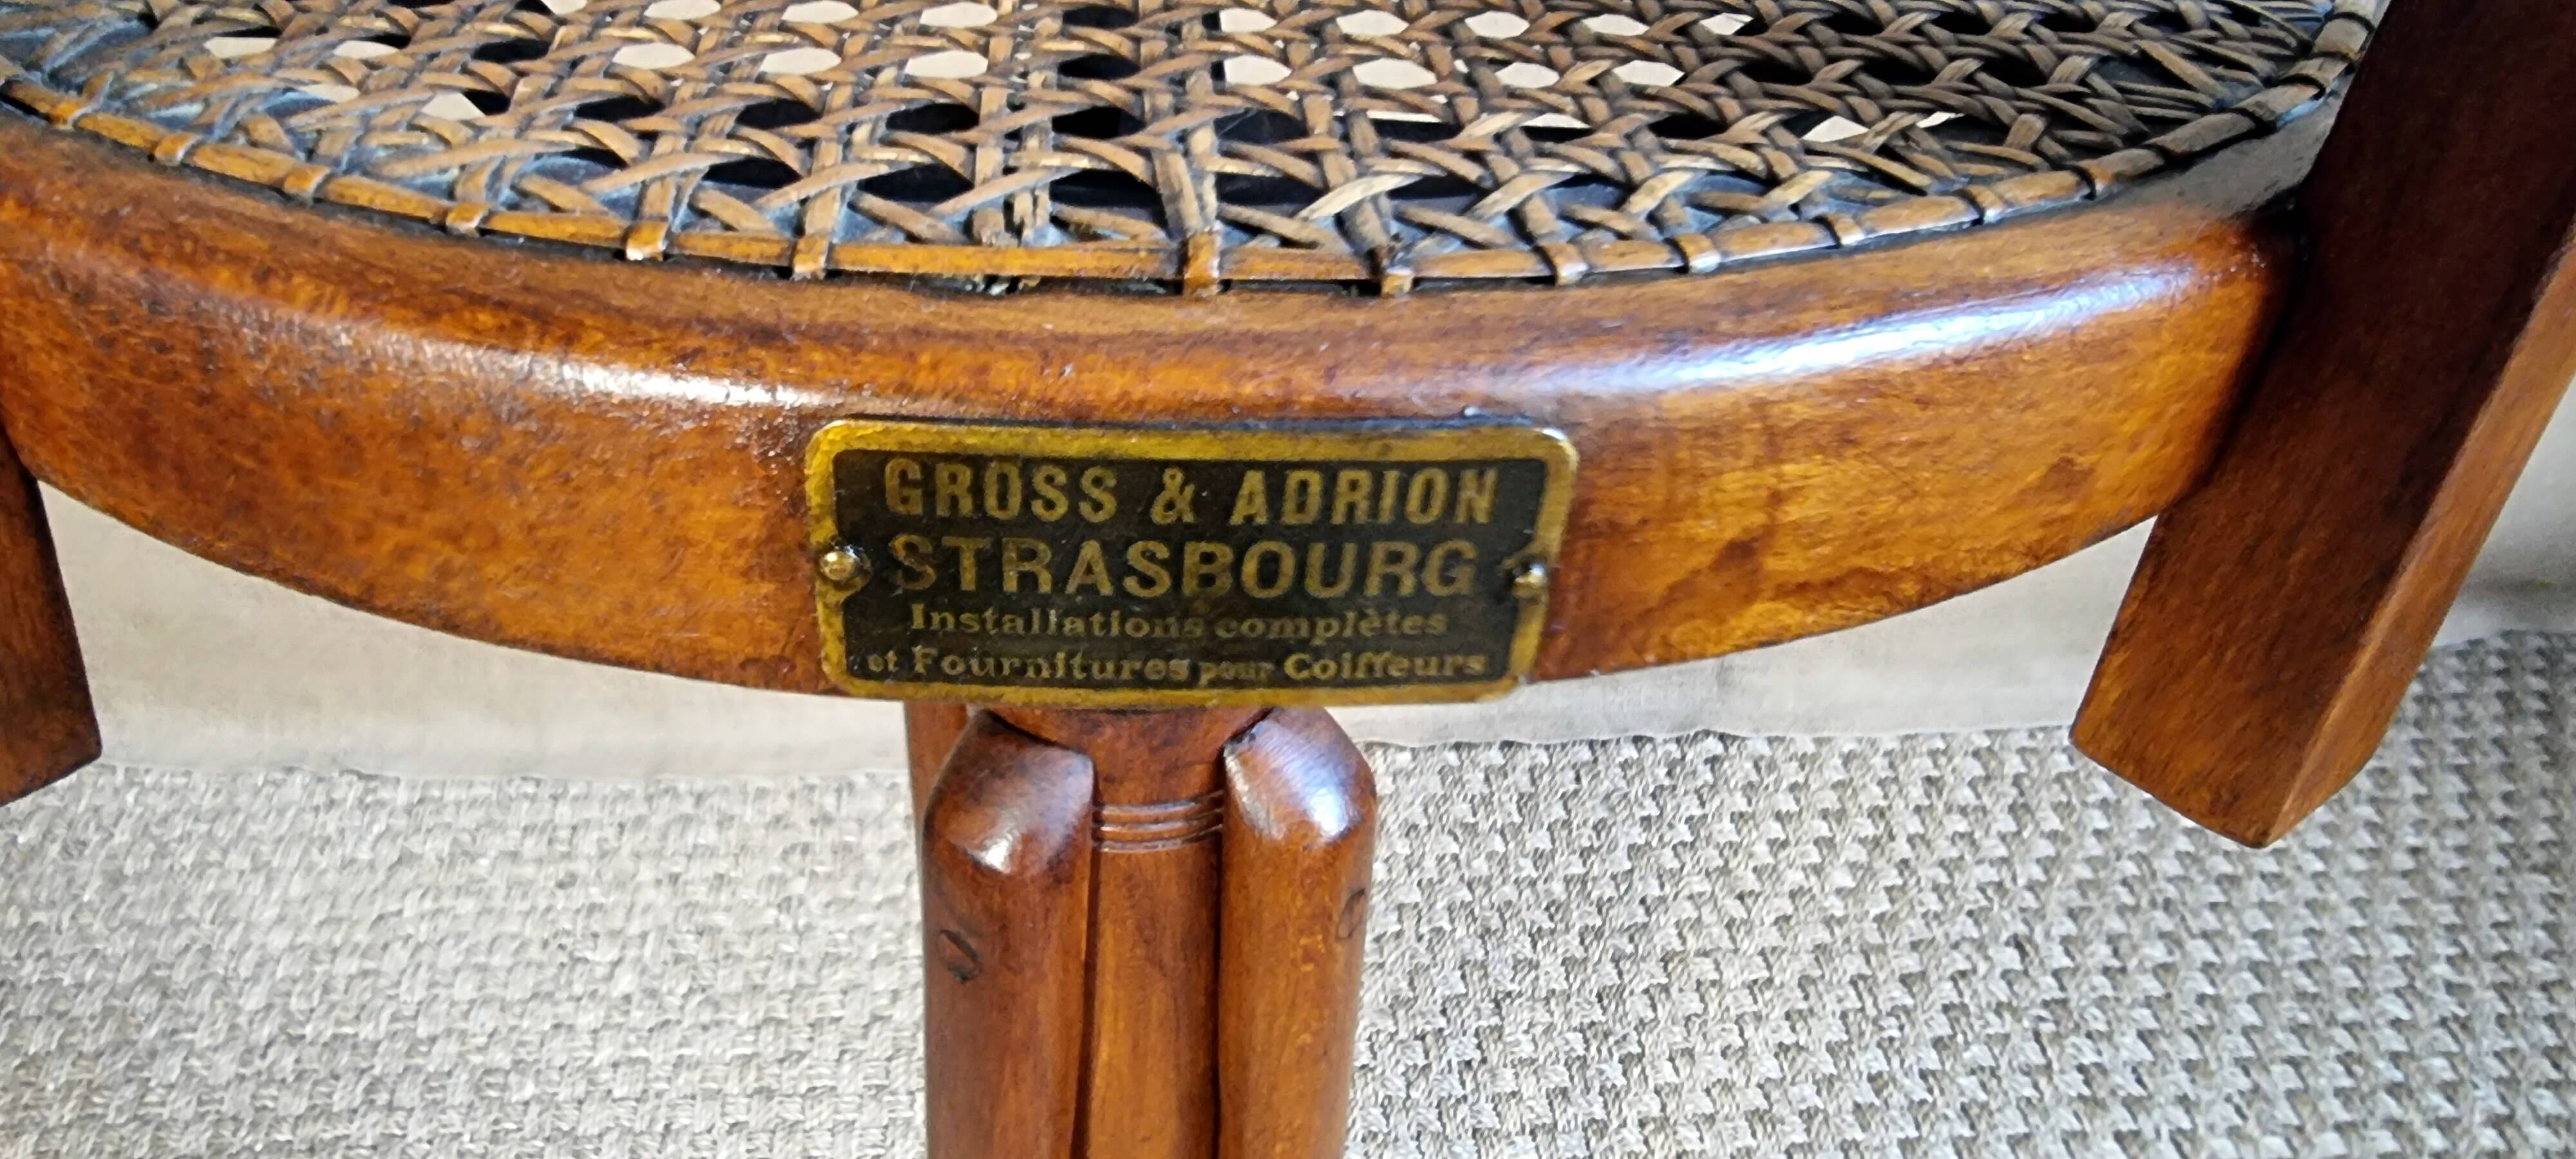 GROSS & ADRION
STRASBOURG
Installations complètes
et Fournitures pour Coiffeurs